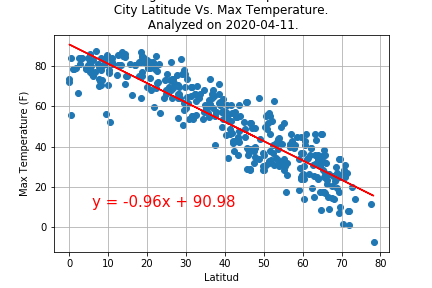 City Latitude Vs. Max Temperature.
Analyzed on 2020-04-11.
Max Temperature (F)
80
60
40
20
0
y = -0.96x + 90.98
0 10 20 30 40 50 60 70 80
Latitud